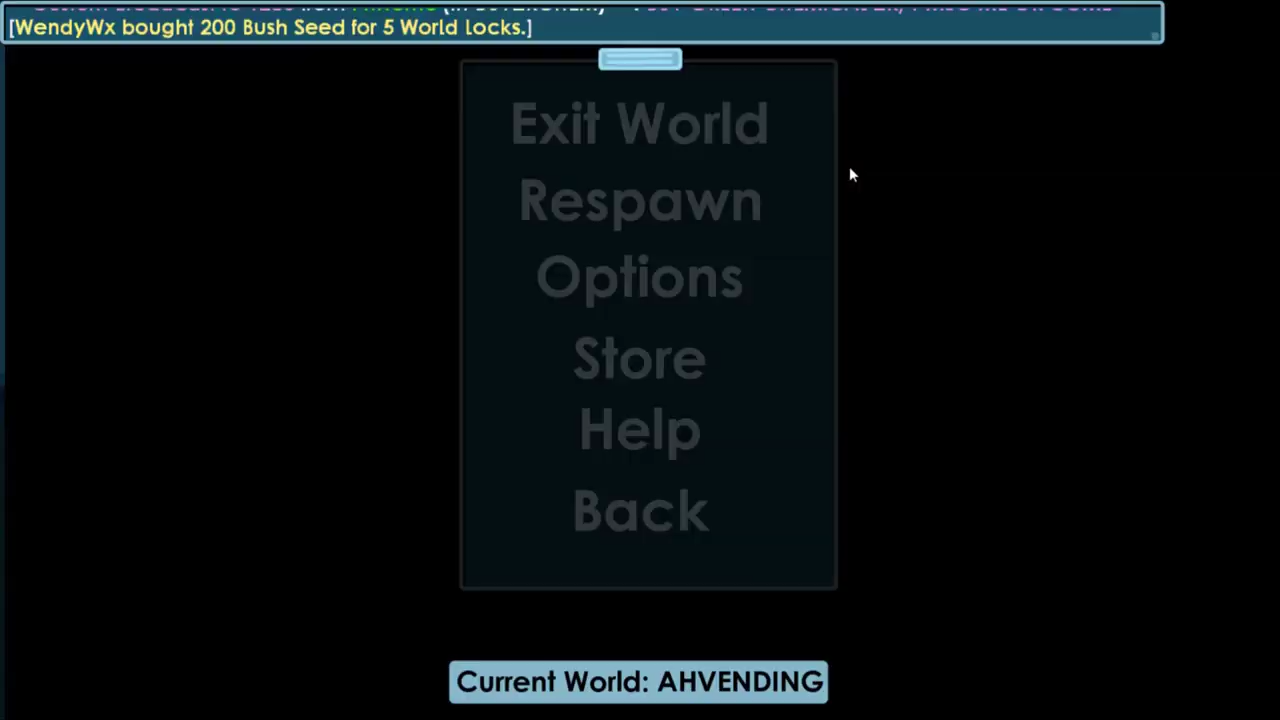 [WendyWx bought 200 Bush Seed for 5 World Locks.]
Exit World
Respawn
Options
Store
Help
Back
Current World: AHVENDING